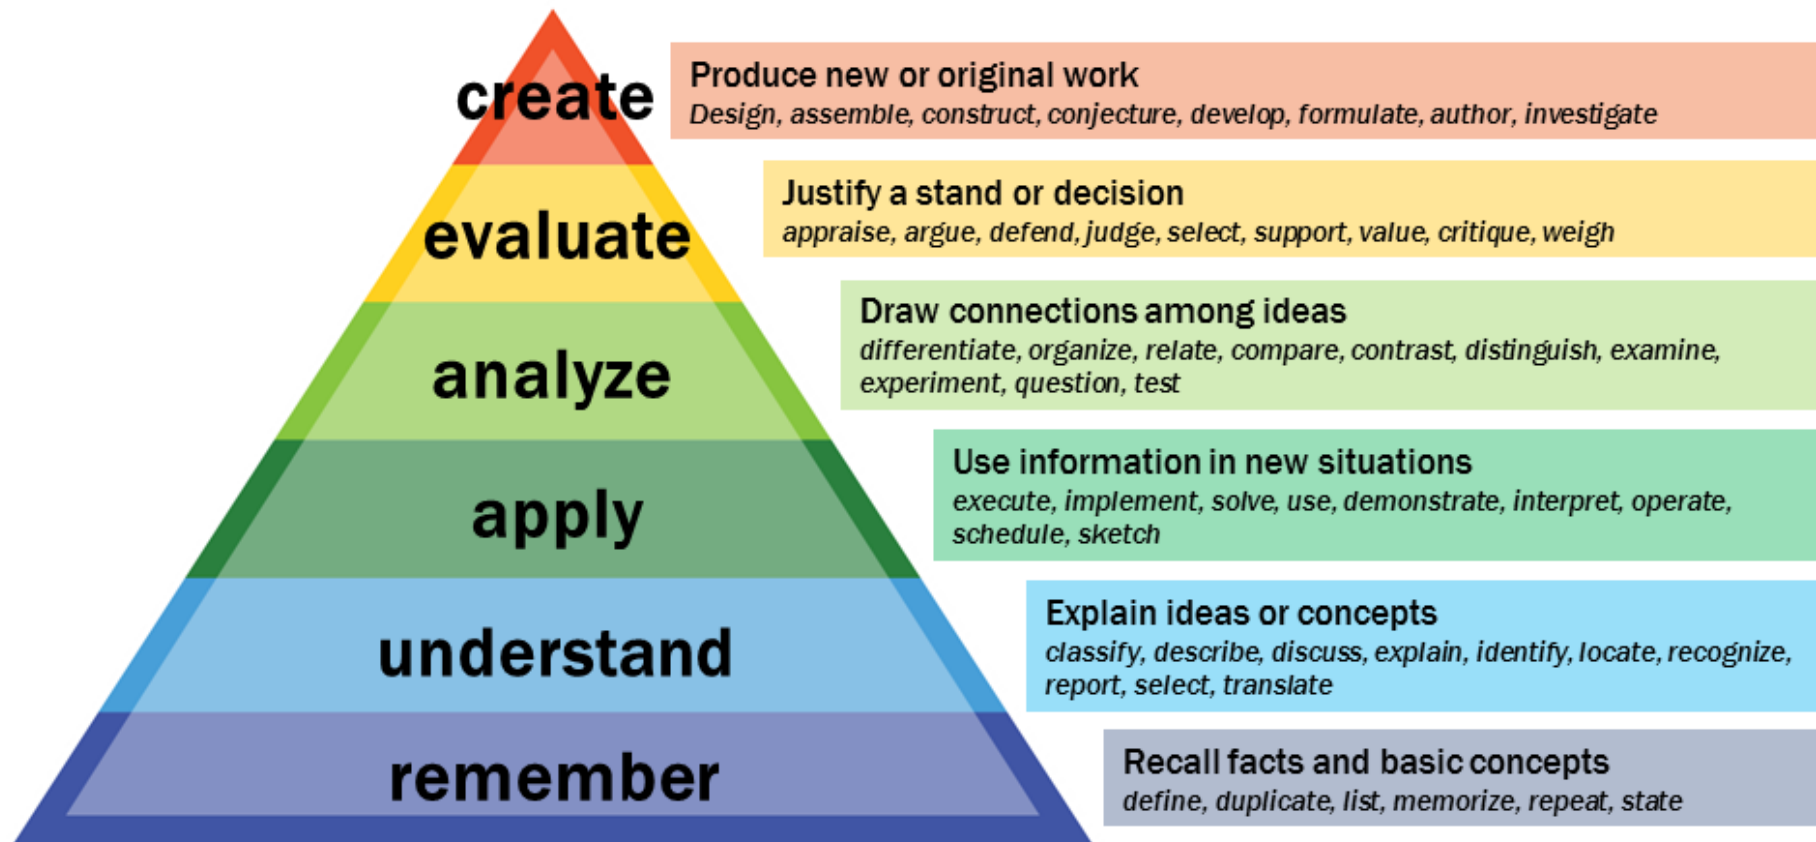 create
Produce new or original work
Design, assemble, construct, conjecture, develop, formulate, author, investigate
evaluate
Justify a stand or decision
appraise, argue, defend, judge, select, support, value, critique, weigh
analyze
Draw connections among ideas
differentiate, organize, relate, compare, contrast, distinguish, examine,
experiment, question, test
apply
Use information in new situations
execute, implement, solve, use, demonstrate, interpret, operate,
schedule, sketch
understand
Explain ideas or concepts
classify, describe, discuss, explain, identify, locate, recognize,
report, select, translate
remember
Recall facts and basic concepts
define, duplicate, list, memorize, repeat, state